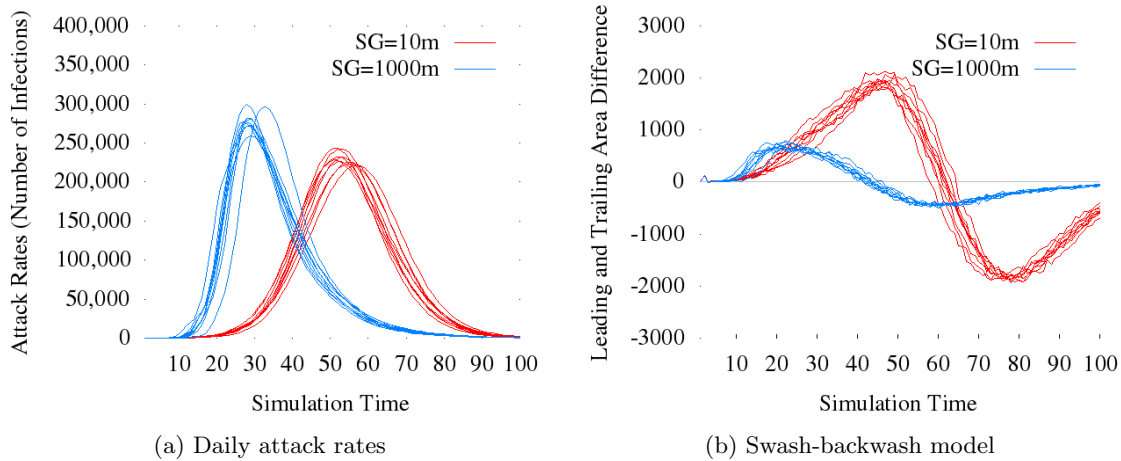 400,000
350,000
300,000
250,000
200,000
150,000
100,000
50,000
0
10 20 30 40 50 60 70 80 90 100
Attack Rates (Number of Infections)
Simulation Time
SG=10m
SG=1000m
(a) Daily attack rates
3000
2000
1000
0
-1000
-2000
-3000
10 20 30 40 50 60 70 80 90 100
Leading and Trailing Area Difference
Simulation Time
SG=10m
SG=1000m
(b) Swash-backwash model